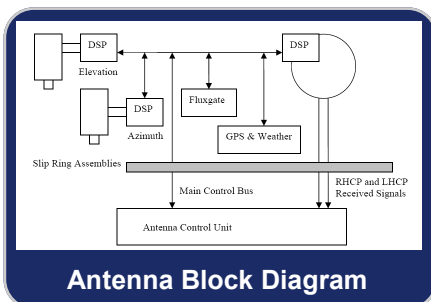 DSP
DSP
Elevation
DSP
Fluxgate
Azimuth
GPS & Weather
Slip Ring Assemblies
Main Control Bus
RHCP and LHCP
Received Signals
Antenna Control Unit
Antenna Block Diagram